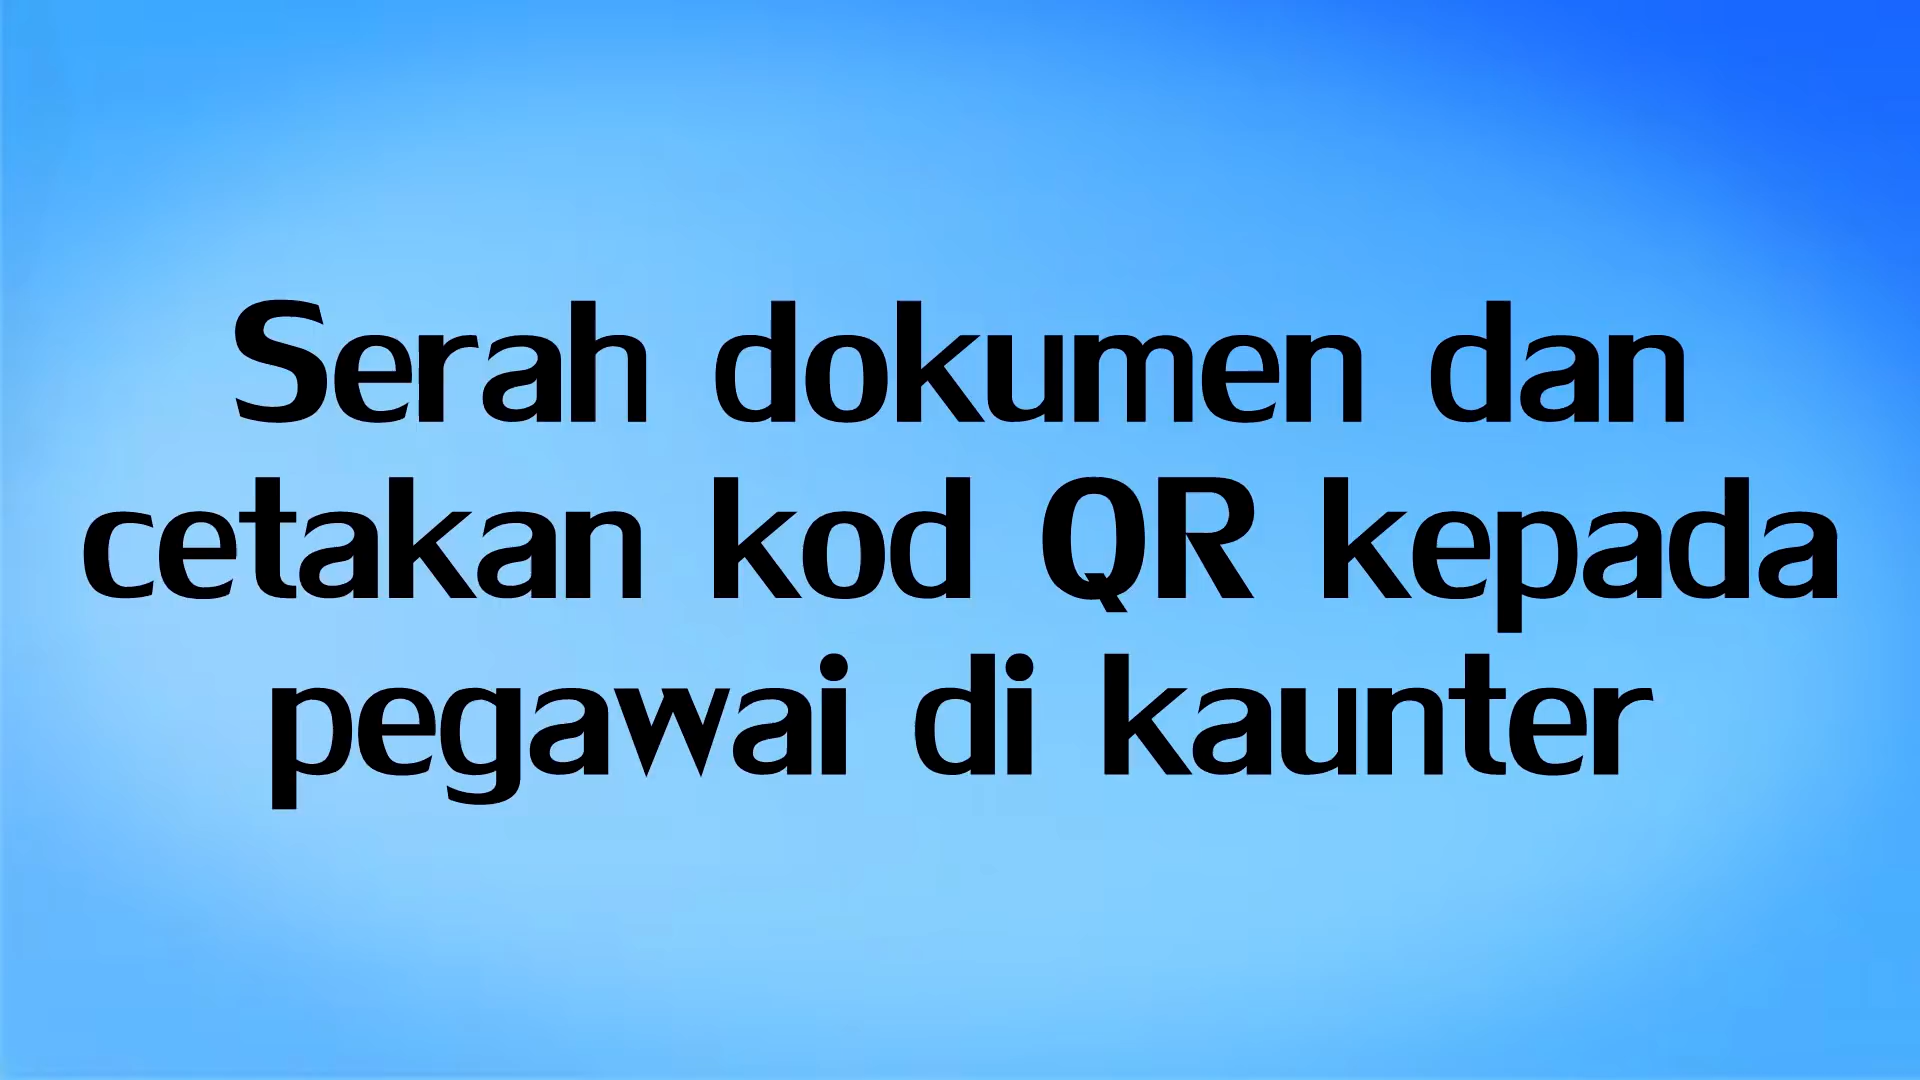 Serah dokumen dan
cetakan kod QR kepada
pegawai di kaunter